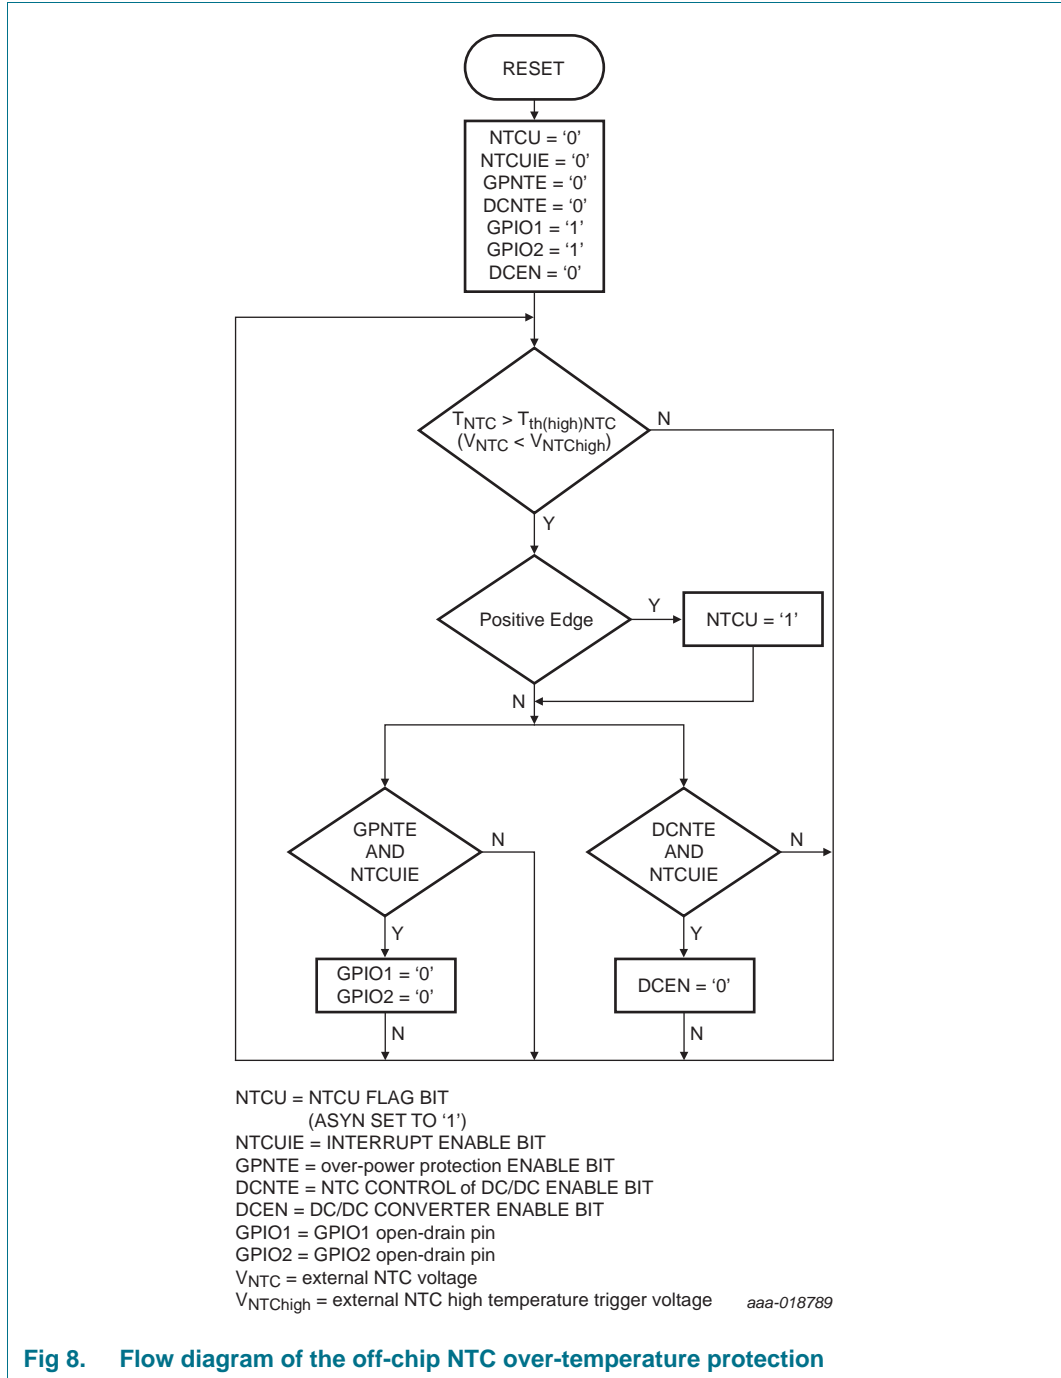 RESET
NTCU = ‘0’
NTCUIE = ‘0’
GPNTE = ‘0’
DCNTE = ‘0’
GPIO1 = ‘1’
GPIO2 = ‘1’
DCEN = ‘0’
TNTC > Tth(high)NTC
(VNTC < VNTChigh)
N
Y
Positive Edge
Y
NTCU = ‘1’
N
GPNTE
AND
NTCUIE
N
DCNTE
AND
NTCUIE
N
Y
Y
GPIO1 = ‘0’
GPIO2 = ‘0’
DCEN = ‘0’
N
N
NTCU = NTCU FLAG BIT
(ASYN SET TO ‘1’)
NTCUIE = INTERRUPT ENABLE BIT
GPNTE = over-power protection ENABLE BIT
DCNTE = NTC CONTROL of DC/DC ENABLE BIT
DCEN = DC/DC CONVERTER ENABLE BIT
GPIO1 = GPIO1 open-drain pin
GPIO2 = GPIO2 open-drain pin
VNTC = external NTC voltage
VNTChigh = external NTC high temperature trigger voltage aaa-018789
Fig 8. Flow diagram of the off-chip NTC over-temperature protection